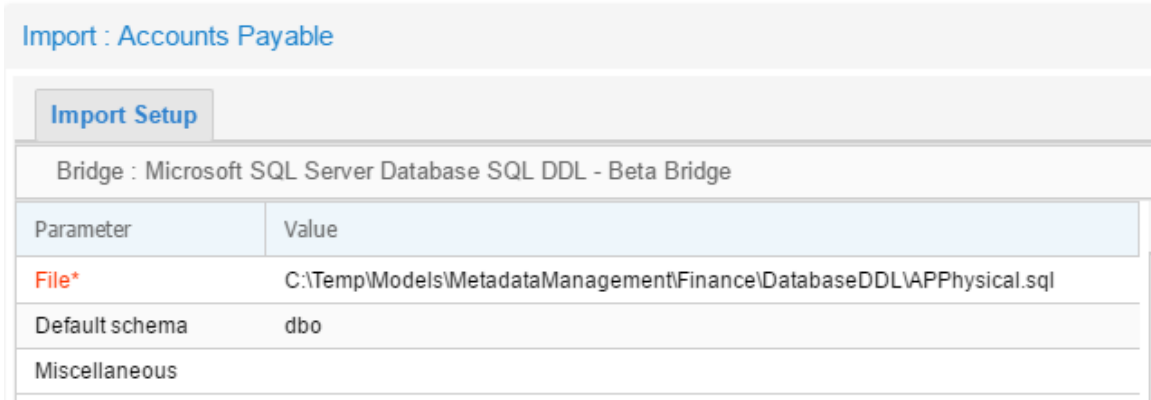 Import : Accounts Payable
Import Setup
Bridge : Microsoft SQL Server Database SQL DDL - Beta Bridge
Parameter Value
File* C:\Temp\Models\MetadataManagement\Finance\DatabaseDDL\APPhysical.sql
Default schema dbo
Miscellaneous